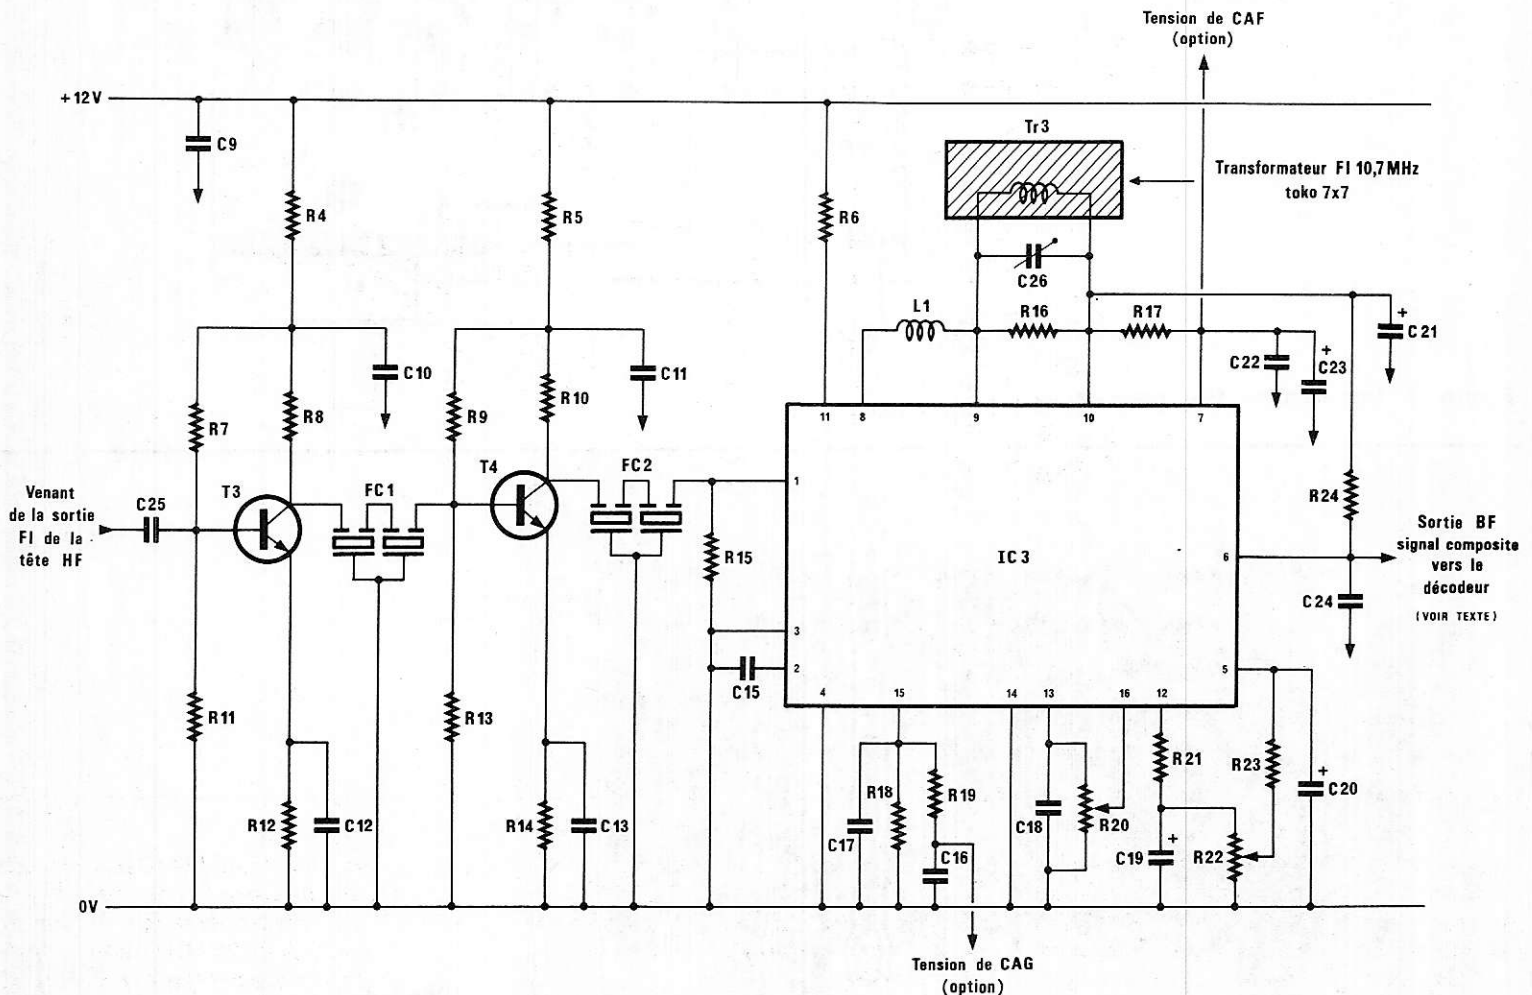 Tension de CAF
(option)
+12V
C9
R4
R5
R6
Tr3
Transformateur FI 10,7MHz
toko 7x7
C26
L1
R16
R17
C21
C22
C23
C10
C11
R7
R8
R9
R10
11
8
9
10
7
Venant
de la sortie
FI de la
tête HF
C25
T3
FC1
T4
FC2
1
R15
IC3
6
R24
Sortie BF
signal composite
vers le
décodeur
(VOIR TEXTE)
C24
3
2
C15
5
4
15
14
13
16
12
R11
R13
R12
C12
R14
C13
C17
R18
R19
C16
C18
R20
R21
C19
R22
R23
C20
+
+
+
+
0V
Tension de CAG
(option)